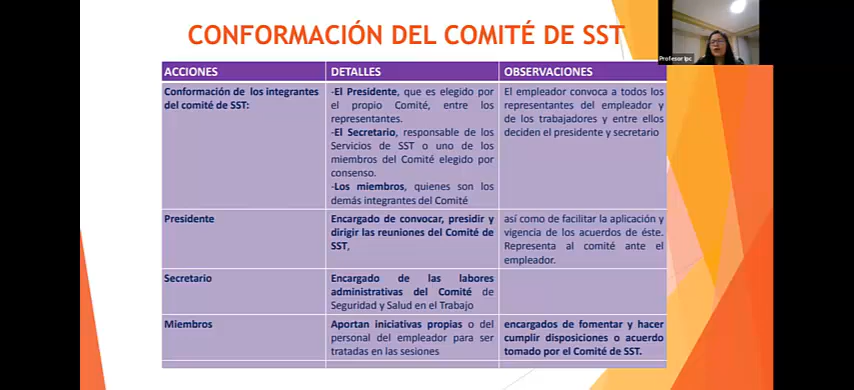 CONFORMACIÓN DEL COMITÉ DE SST
Profesor Ipc
ACCIONES
DETALLES
OBSERVACIONES
Conformación de los integrantes
del comité de SST:
-El Presidente, que es elegido por
el propio Comité, entre los
representantes.
-El Secretario, responsable de los
Servicios de SST o uno de los
miembros del Comité elegido por
consenso.
-Los miembros, quienes son los
demás integrantes del Comité
El empleador convoca a todos los
representantes del empleador y
de los trabajadores y entre ellos
deciden el presidente y secretario
Presidente
Encargado de convocar, presidir y
dirigir las reuniones del Comité de
SST,
así como de facilitar la aplicación y
vigencia de los acuerdos de éste.
Representa al comité ante el
empleador.
Secretario
Encargado de las labores
administrativas del Comité de
Seguridad y Salud en el Trabajo
Miembros
Aportan iniciativas propias o del
personal del empleador para ser
tratadas en las sesiones
encargados de fomentar y hacer
cumplir disposiciones o acuerdo
tomado por el Comité de SST.